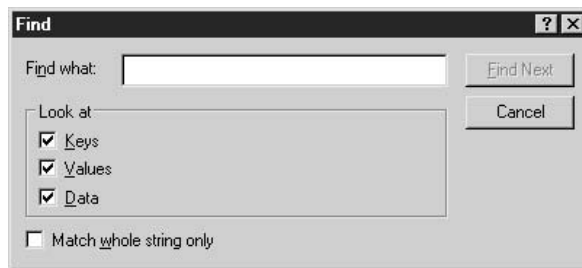 Find
Find what:
Find Next
Look at
Cancel
Keys
Values
Data
Match whole string only